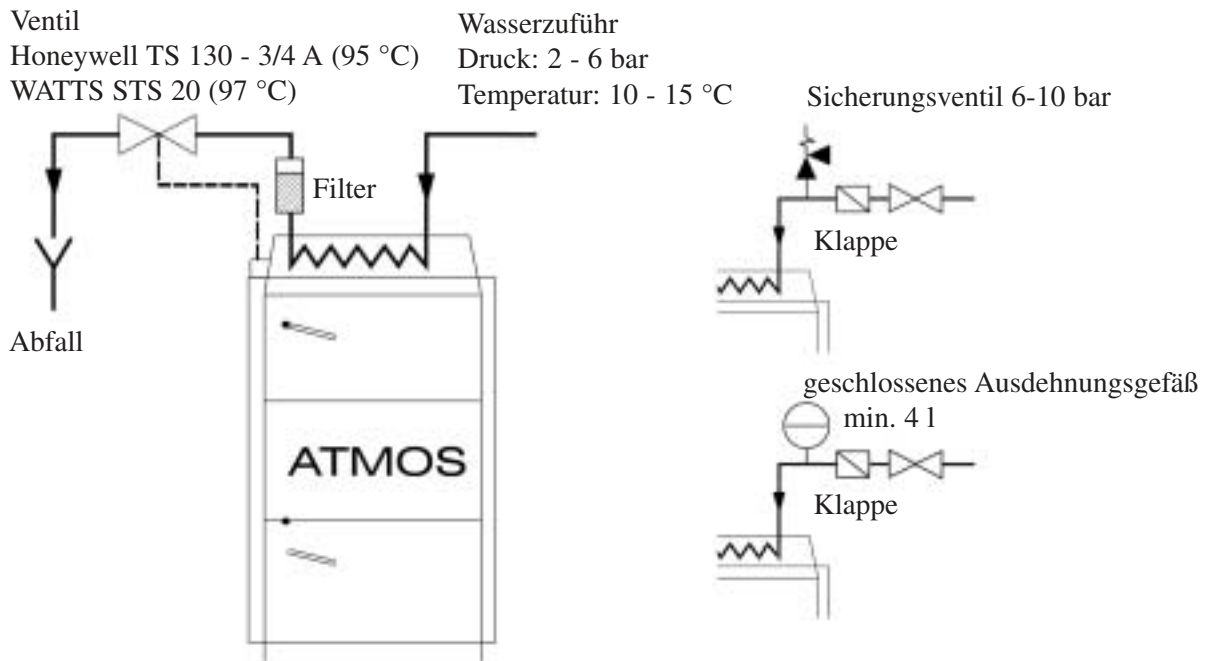 Ventil
Honeywell TS 130 - 3/4 A (95 °C)
WATTS STS 20 (97 °C)
Wasserzuführ
Druck: 2 - 6 bar
Temperatur: 10 - 15 °C
Sicherungsventil 6-10 bar
Filter
Klappe
Abfall
geschlossenes Ausdehnungsgefäß
min. 4 l
ATMOS
Klappe